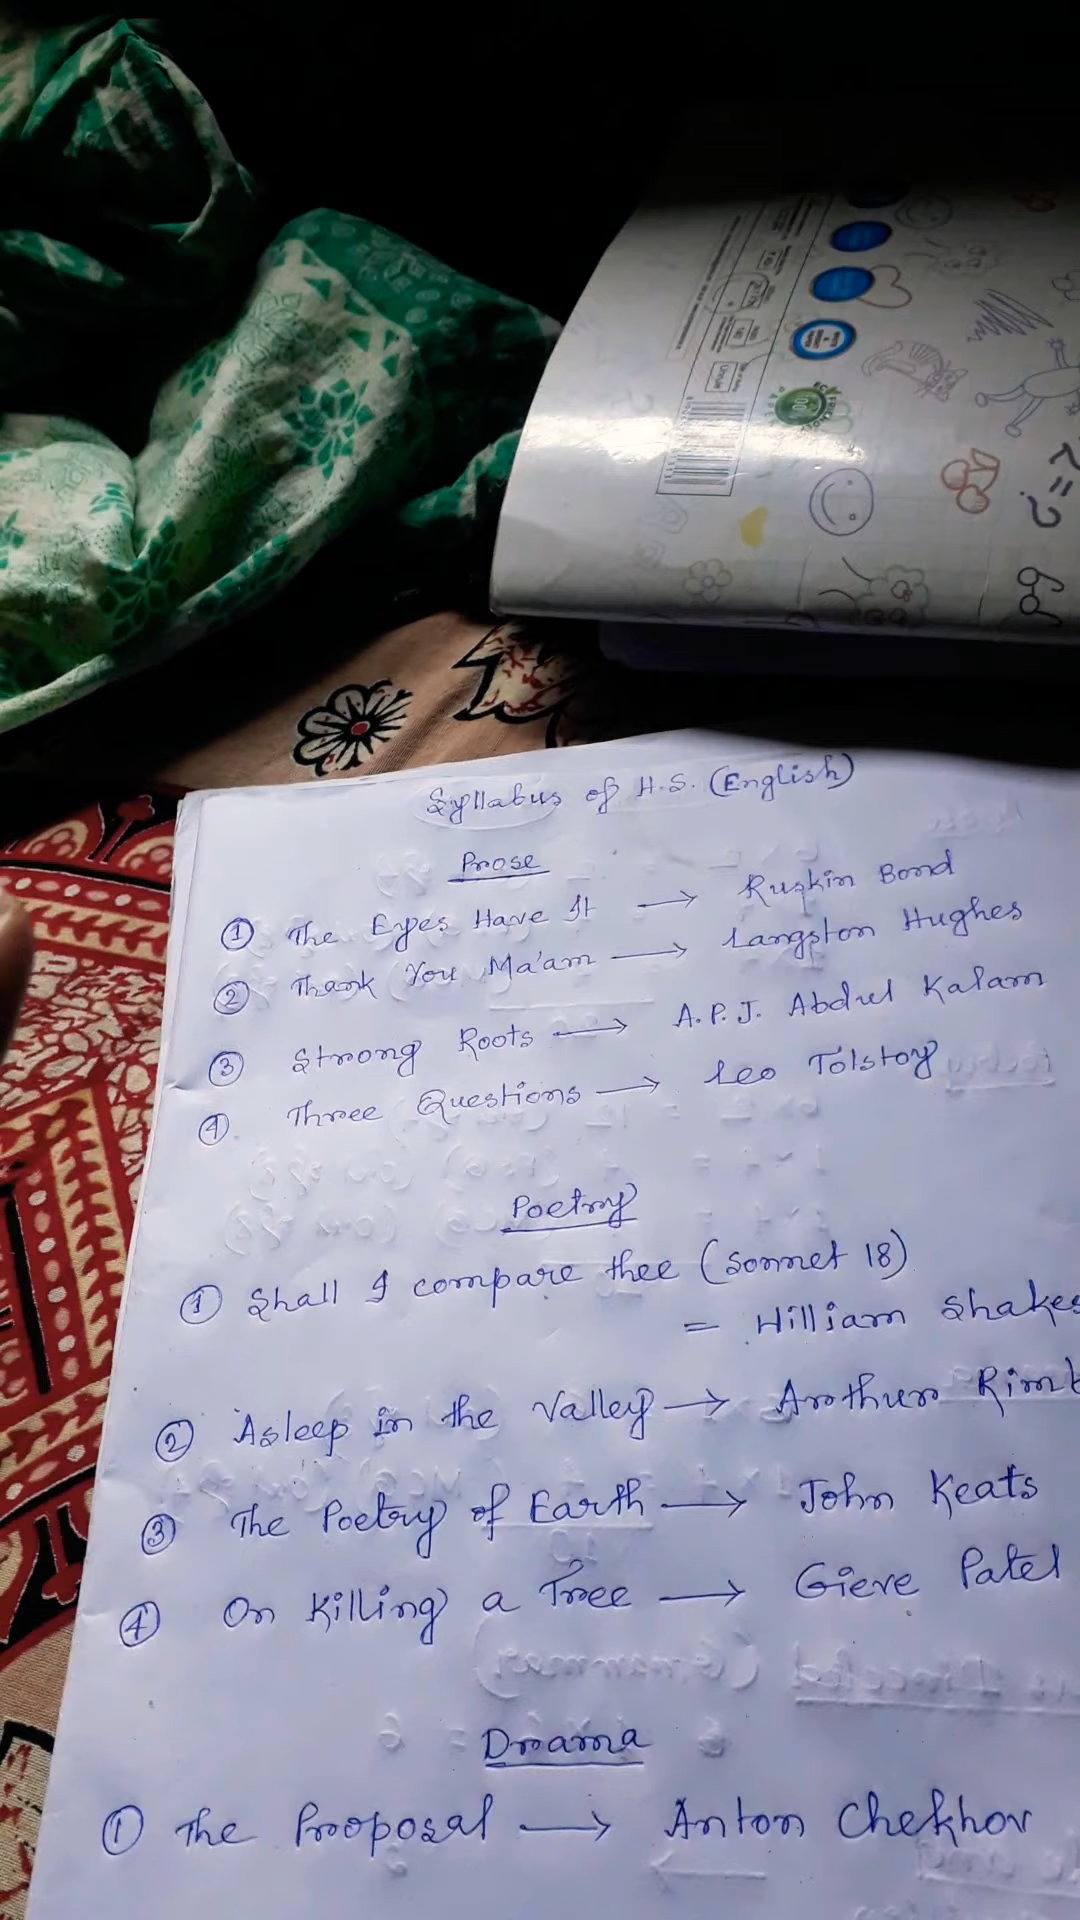 Syllabus of H.S. (English)
Prose
① The Eyes Have It → Ruskin Bond
② Thank You Ma'am → Langston Hughes
③ Strong Roots → A.P.J. Abdul Kalam
④ Three Questions → Leo Tolstoy
Poetry
① Shall I compare thee (Sonnet 18)
= William Shakes
② Asleep in the Valley → Arthur Rimb
③ The Poetry of Earth → John Keats
④ On Killing a Tree → Gieve Patel
Drama
① The Proposal → Anton Chekhov